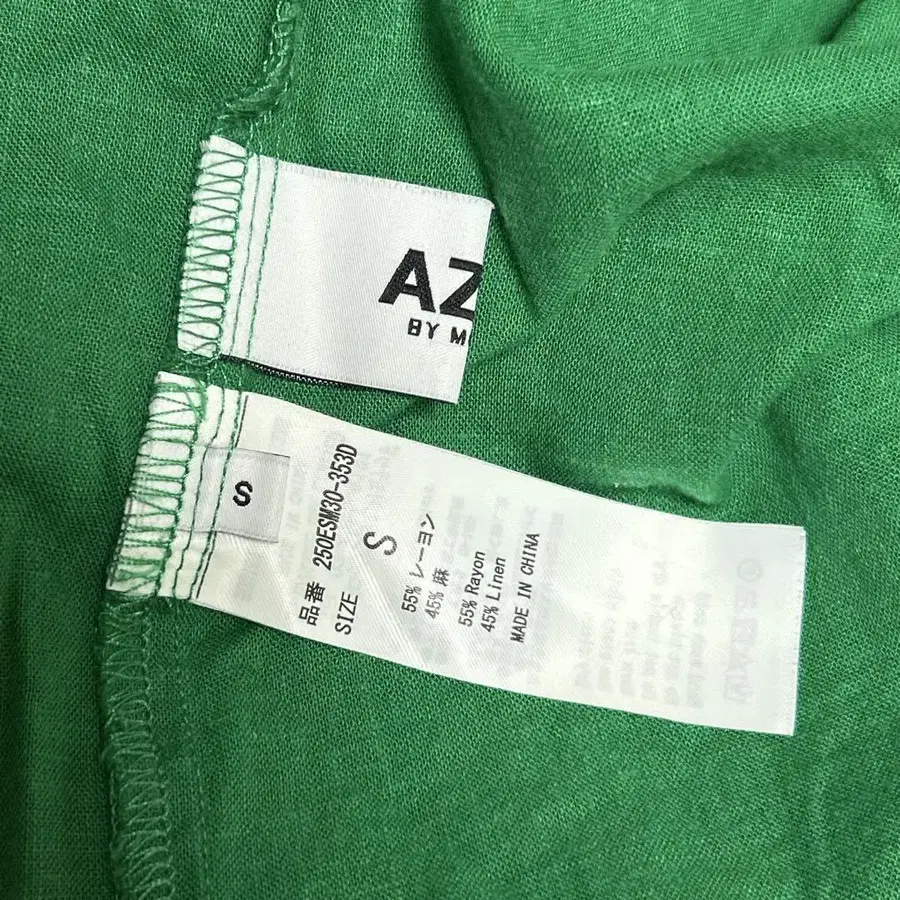 AZ
BY M
S
品番 250ESM30-353D
SIZE S
55% レーヨン
45% 麻
55% Rayon
45% Linen
MADE IN CHINA